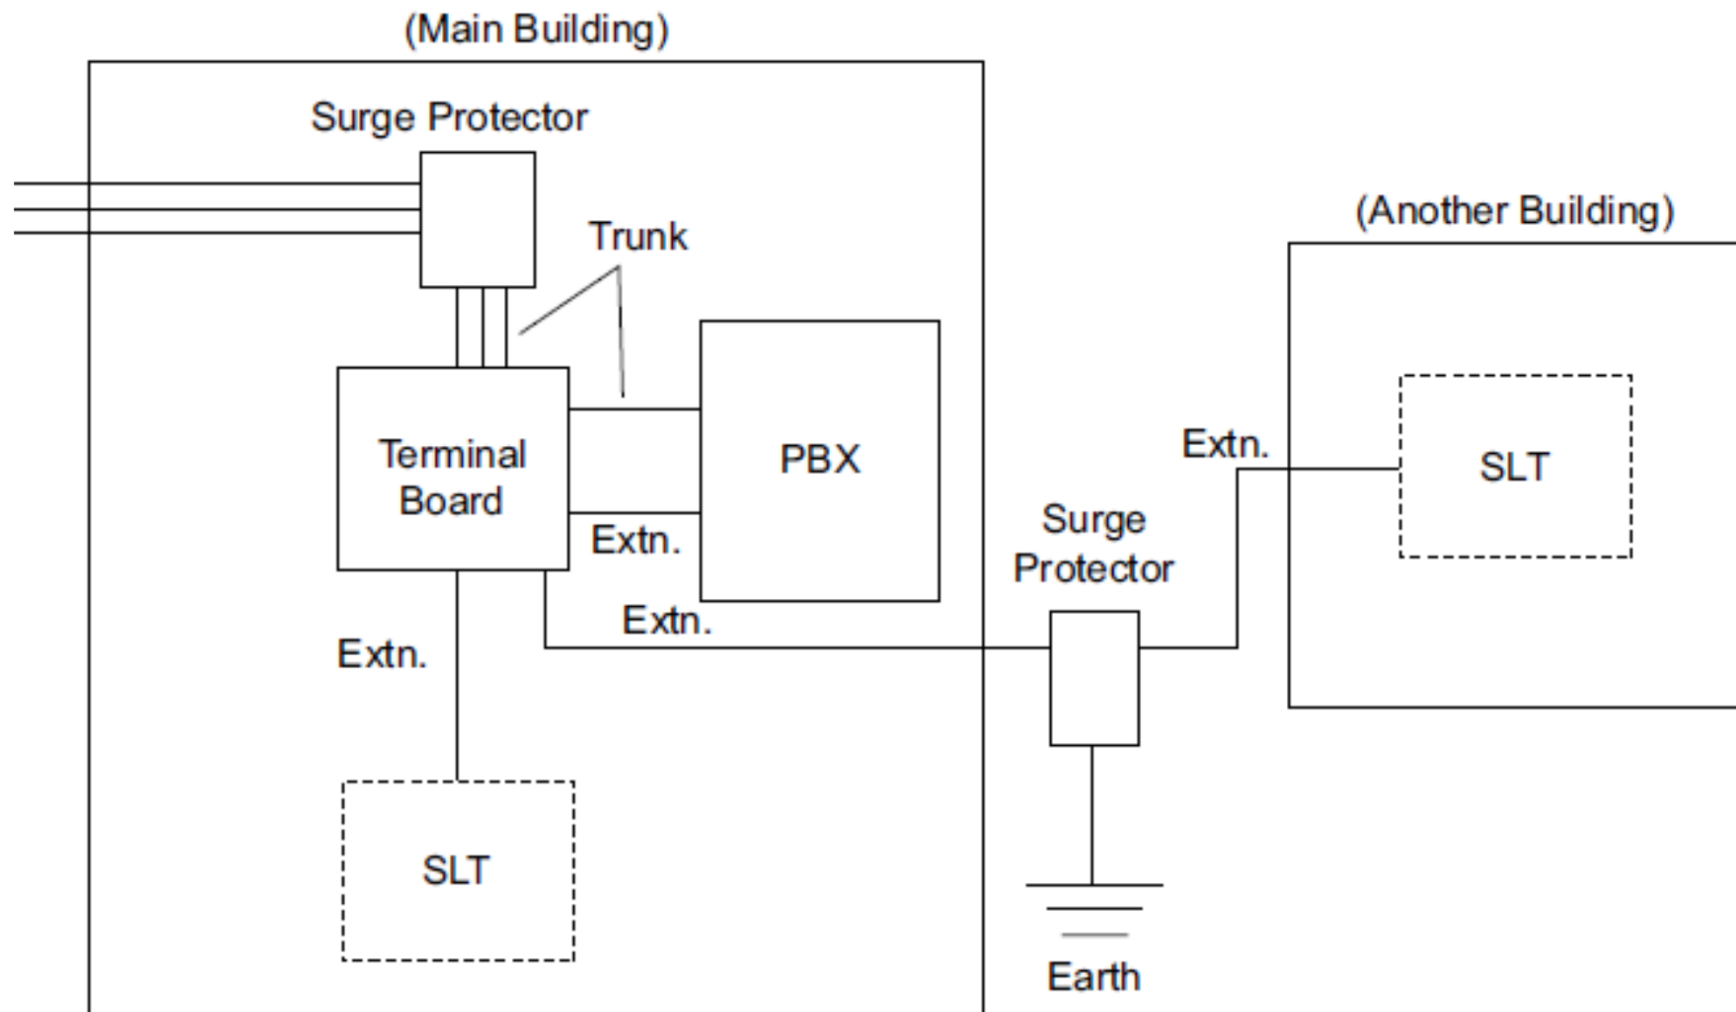 (Main Building)
Surge Protector
Trunk
(Another Building)
Terminal
Board
PBX
Extn.
SLT
Surge
Protector
Extn.
Extn.
Extn.
SLT
Earth